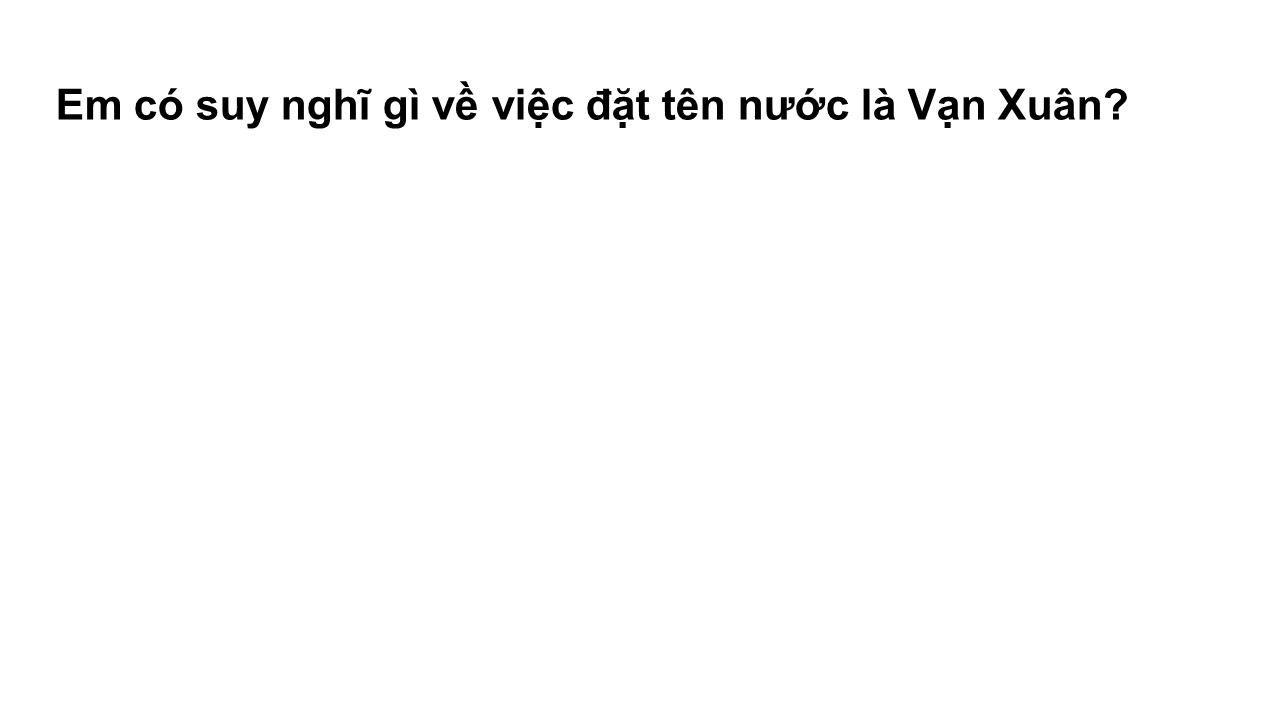 Em có suy nghĩ gì về việc đặt tên nước là Vạn Xuân?